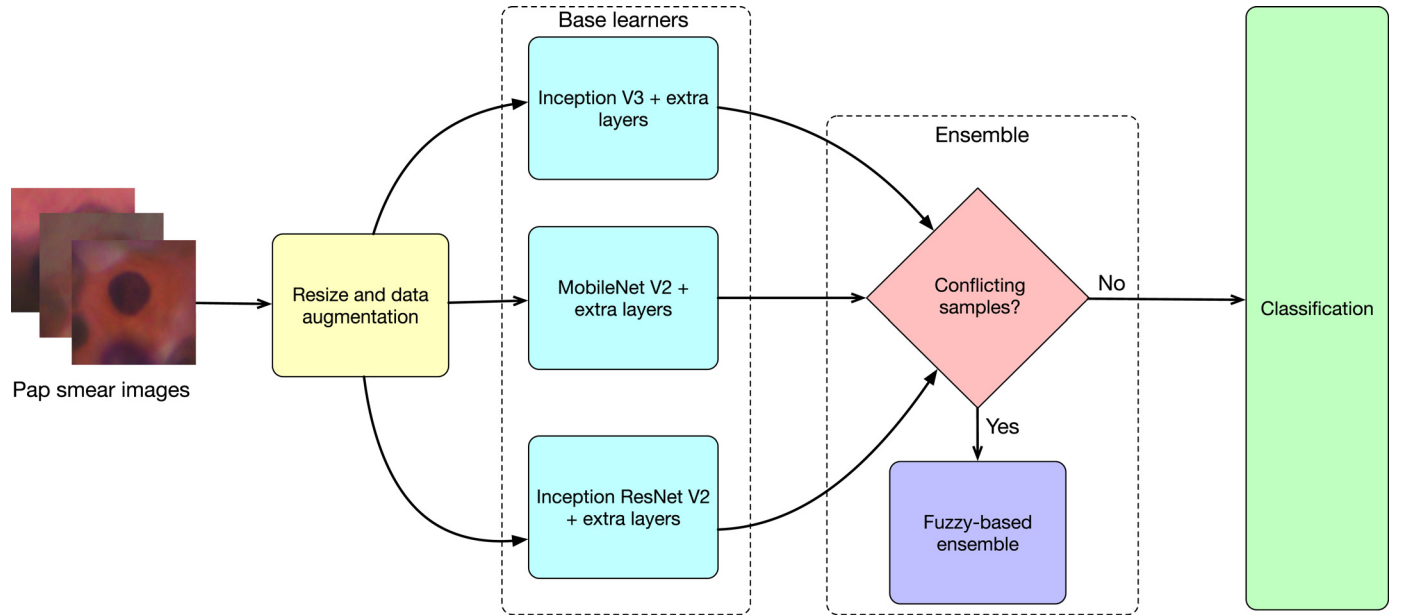 Base learners
Inception V3 + extra
layers
Ensemble
Resize and data
augmentation
MobileNet V2 +
extra layers
Conflicting
samples?
No
Classification
Pap smear images
Yes
Inception ResNet V2
+ extra layers
Fuzzy-based
ensemble